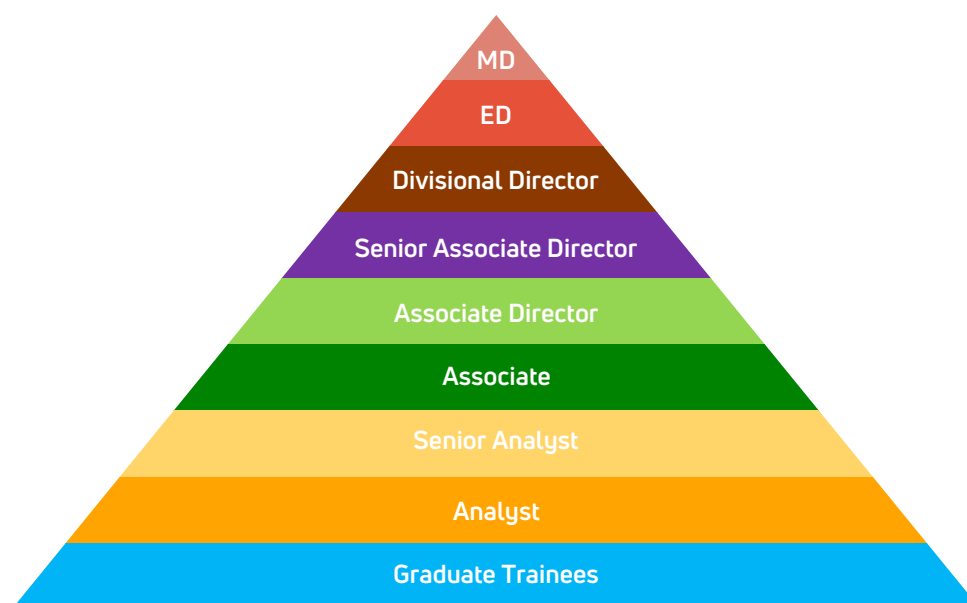 MD
ED
Divisional Director
Senior Associate Director
Associate Director
Associate
Senior Analyst
Analyst
Graduate Trainees